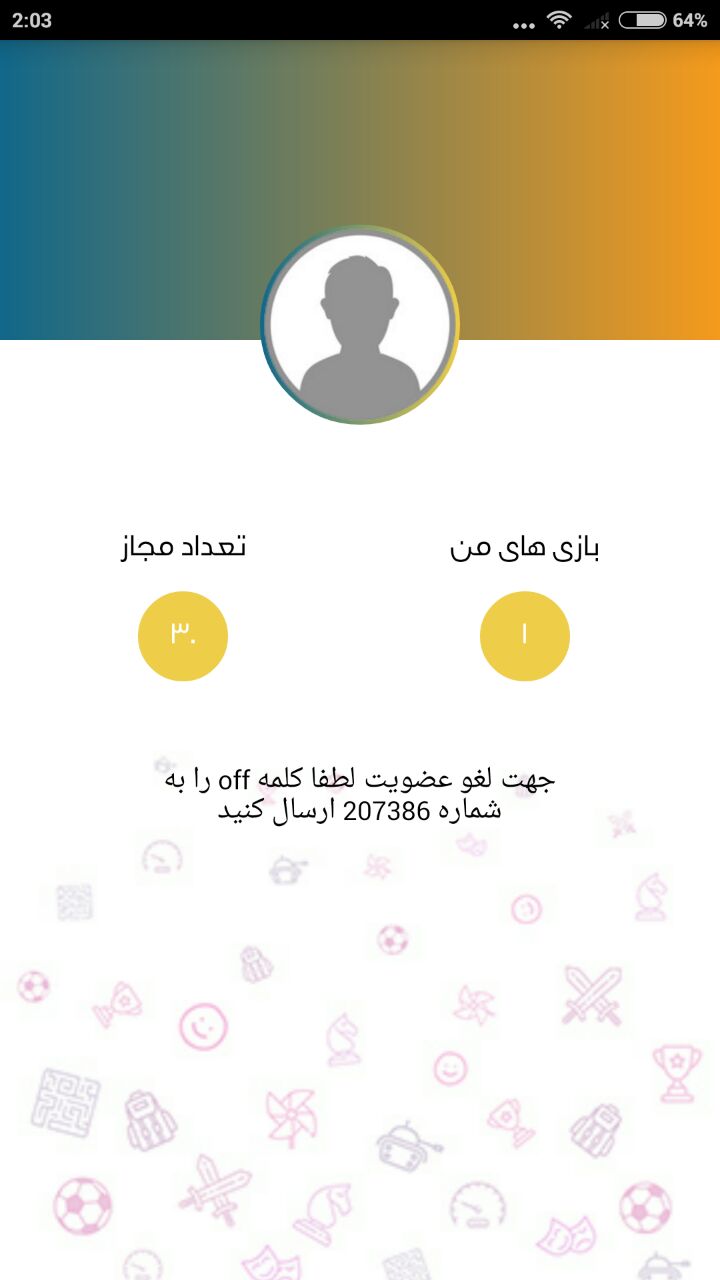 2:03
64%
بازی های من
تعداد مجاز
۱
۳۰
جهت لغو عضویت لطفا کلمه off را به
شماره 207386 ارسال کنید